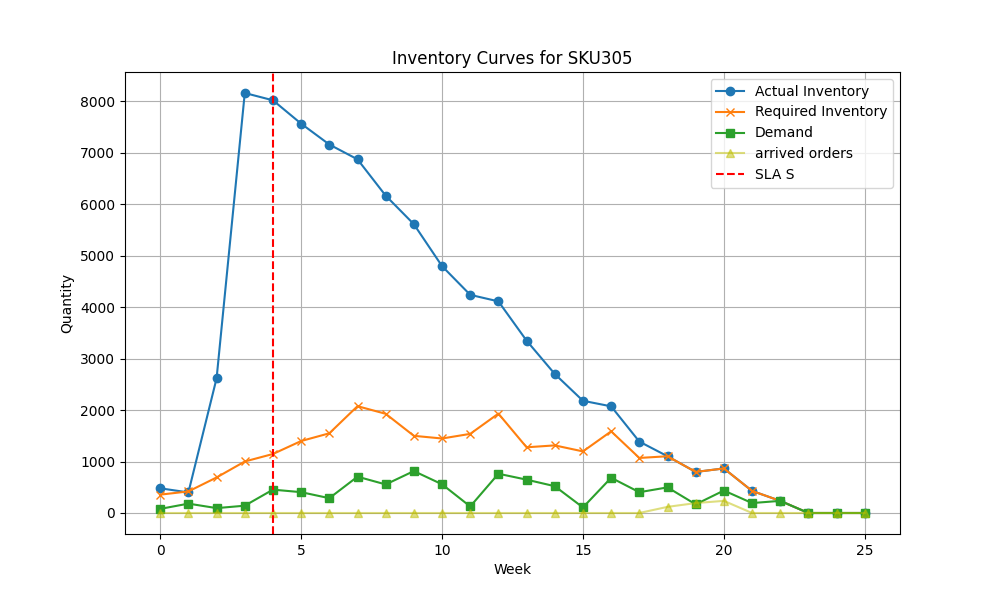 Inventory Curves for SKU305
Actual Inventory
Required Inventory
Demand
arrived orders
SLA S
8000
7000
6000
5000
4000
3000
2000
1000
0
Quantity
0 5 10 15 20 25
Week